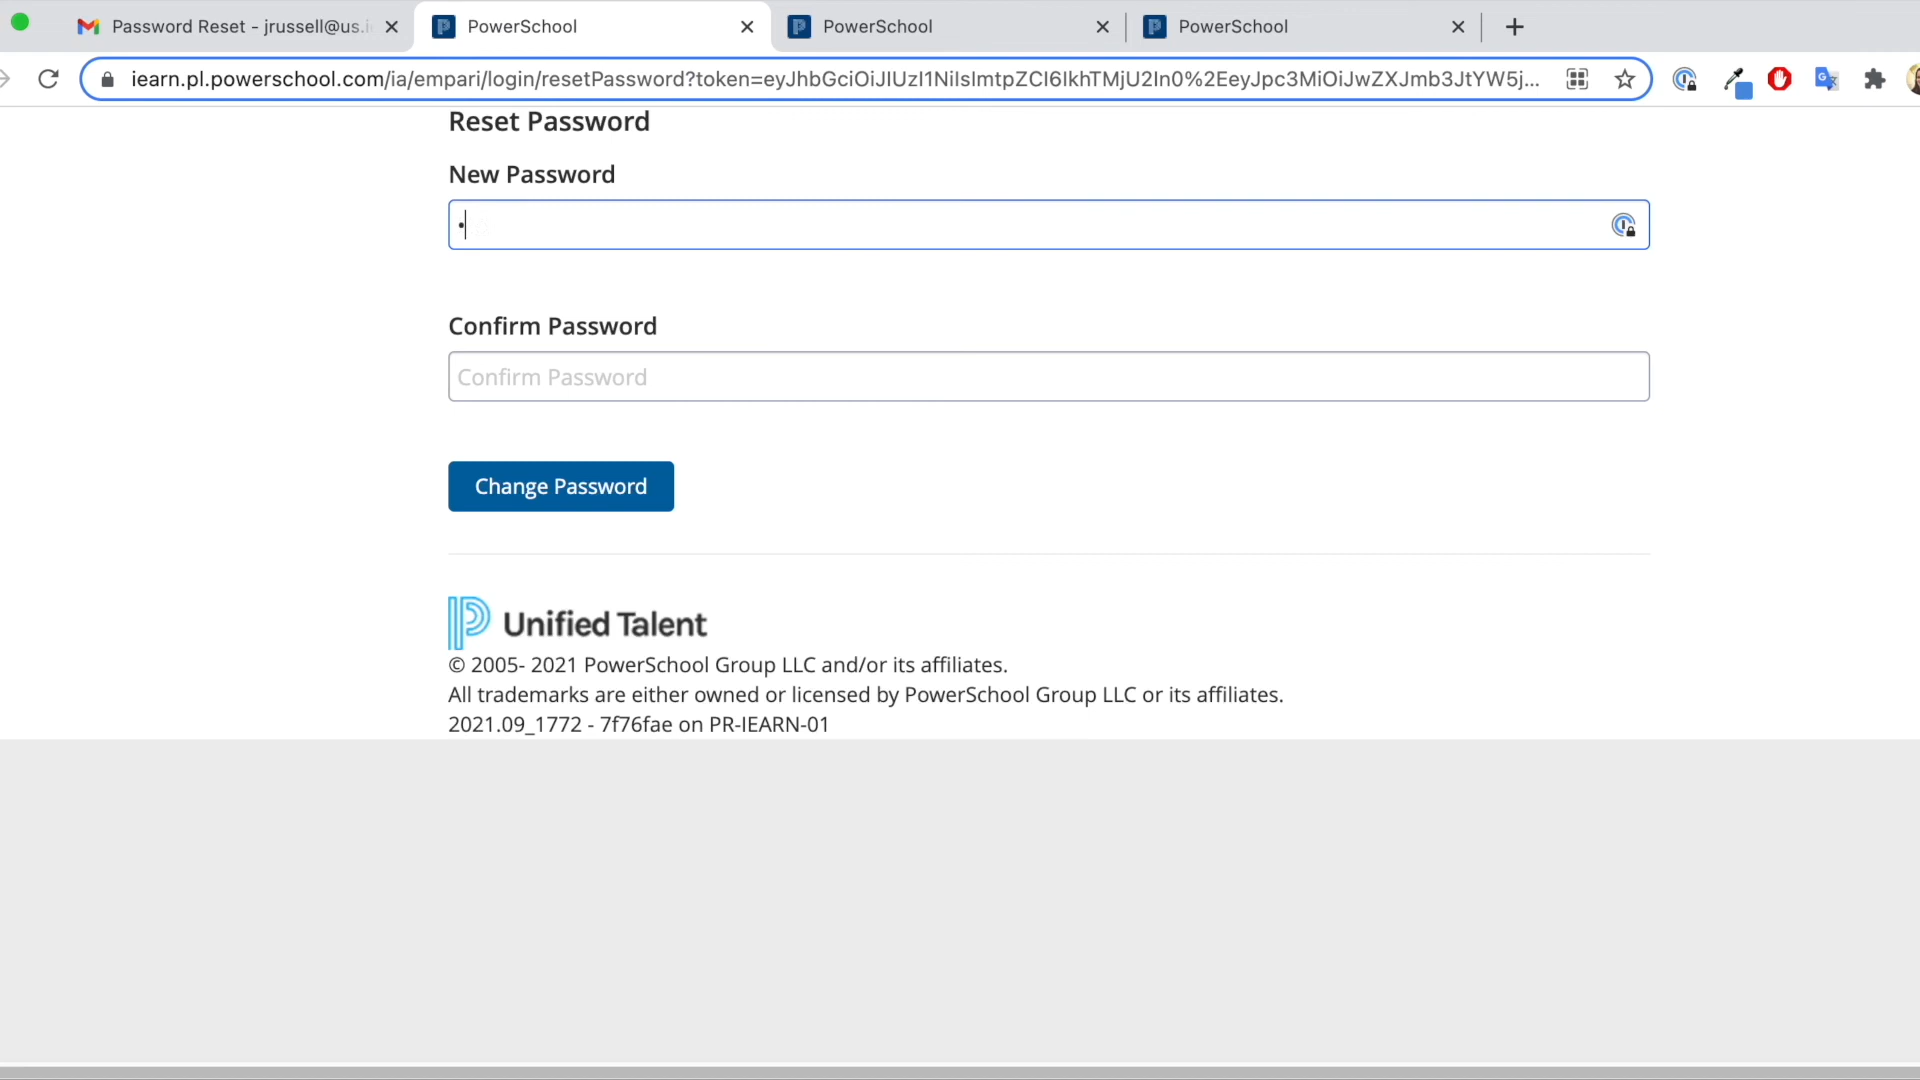 Password Reset - jrussell@us.i
PowerSchool
PowerSchool
PowerSchool
iearn.pl.powerschool.com/ia/empari/login/resetPassword?token=eyJhbGciOiJIUzI1NiIsImtpZCI6IkhTMjU2In0%2EeyJpc3MiOiJwZXJmb3JtYW5j...
Reset Password
New Password
•
Confirm Password
Confirm Password
Change Password
Unified Talent
© 2005- 2021 PowerSchool Group LLC and/or its affiliates.
All trademarks are either owned or licensed by PowerSchool Group LLC or its affiliates.
2021.09_1772 - 7f76fae on PR-IEARN-01